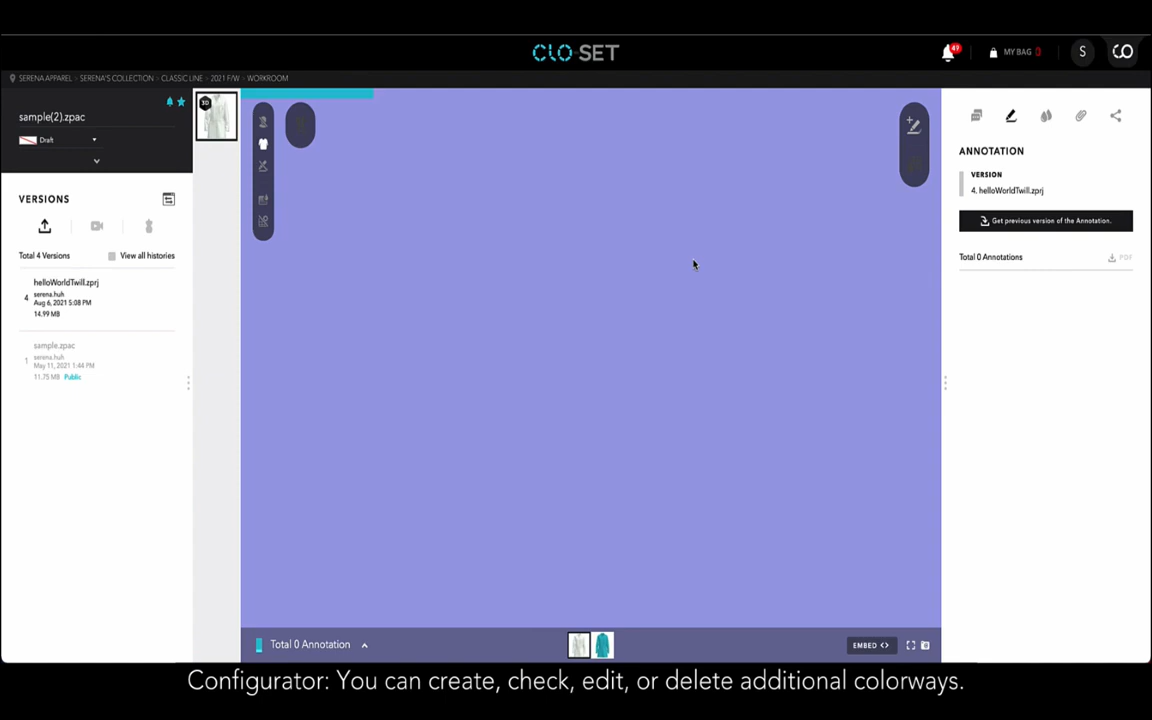 CLO-SET
49
MY BAG 0
S
SERENA APPAREL > SERENA'S COLLECTION > CLASSIC LINE > 2021 F/W > WORKROOM
sample(2).zpac
Draft
3D
ANNOTATION
VERSION
4. helloWorldTwill.zprj
VERSIONS
Get previous version of the Annotation.
Total 4 Versions
View all histories
Total 0 Annotations
PDF
helloWorldTwill.zprj
4
serena.huh
Aug 6, 2021 5:08 PM
14.99 MB
sample.zpac
1
serena.huh
May 11, 2021 1:44 PM
11.75 MB Public
Total 0 Annotation
EMBED <>
Configurator: You can create, check, edit, or delete additional colorways.